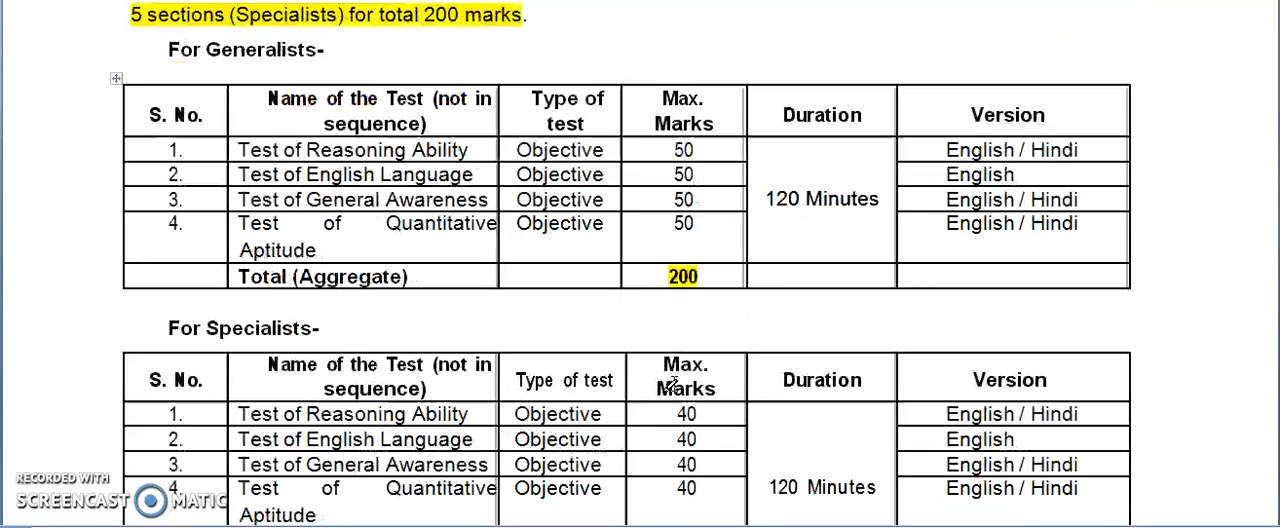 5 sections (Specialists) for total 200 marks.
For Generalists-
S. No. Name of the Test (not in sequence) Type of test Max. Marks Duration Version
1. Test of Reasoning Ability Objective 50 120 Minutes English / Hindi
2. Test of English Language Objective 50 English
3. Test of General Awareness Objective 50 English / Hindi
4. Test of Quantitative Aptitude Objective 50 English / Hindi
Total (Aggregate) 200
For Specialists-
S. No. Name of the Test (not in sequence) Type of test Max. Marks Duration Version
1. Test of Reasoning Ability Objective 40 120 Minutes English / Hindi
2. Test of English Language Objective 40 English
3. Test of General Awareness Objective 40 English / Hindi
4. Test of Quantitative Aptitude Objective 40 English / Hindi
RECORDED WITH
SCREENCAST MATIC